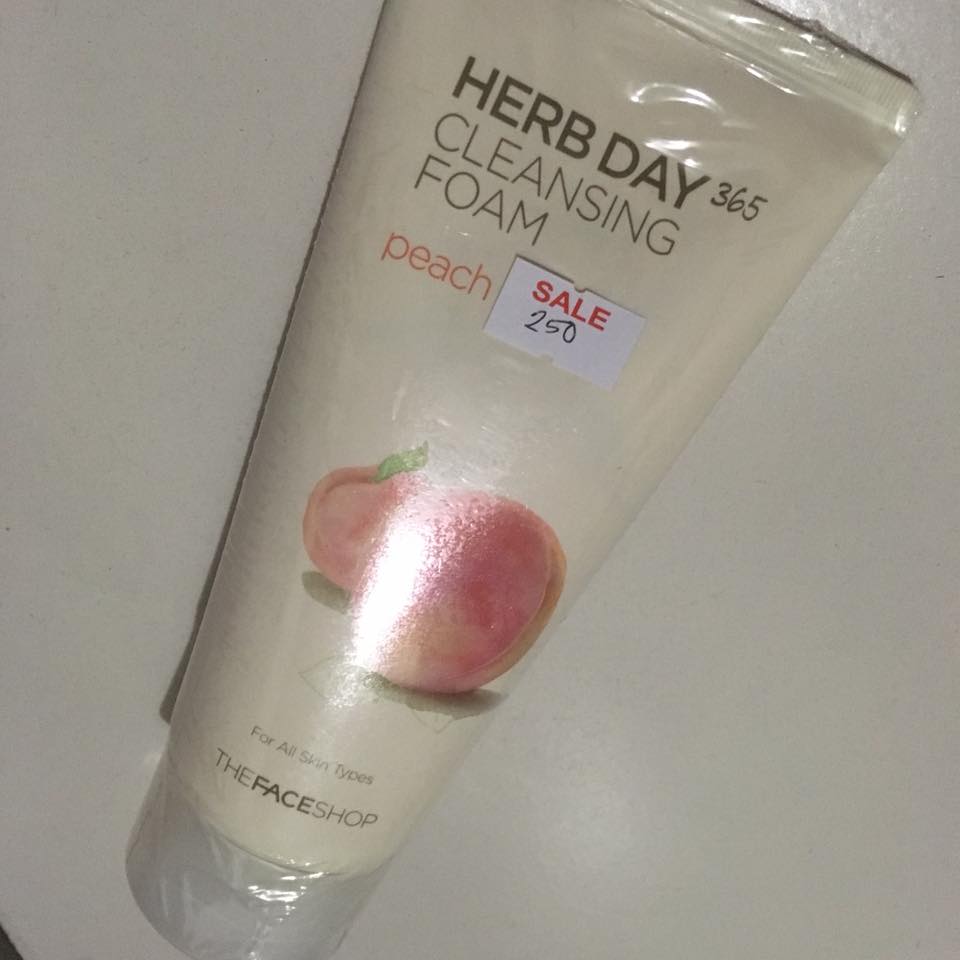 HERB DAY 365
CLEANSING
FOAM
peach
SALE
250
For All Skin Types
THEFACESHOP